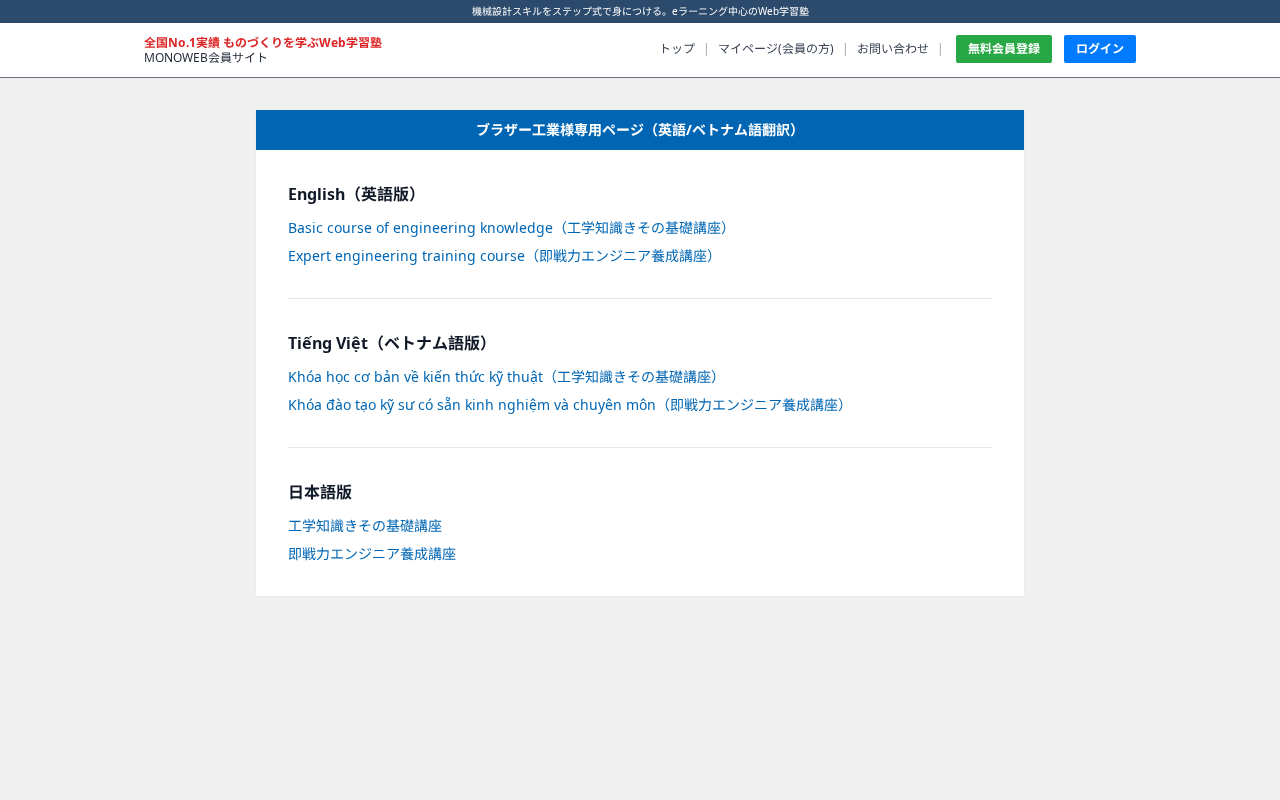 機械設計スキルをステップ式で身につける。eラーニング中心のWeb学習塾
全国No.1実績 ものづくりを学ぶWeb学習塾
MONOWEB会員サイト
トップ | マイページ(会員の方) | お問い合わせ | 無料会員登録 ログイン
ブラザー工業様専用ページ（英語/ベトナム語翻訳）
English（英語版）
Basic course of engineering knowledge（工学知識きその基礎講座）
Expert engineering training course（即戦力エンジニア養成講座）
Tiếng Việt（ベトナム語版）
Khóa học cơ bản về kiến thức kỹ thuật（工学知識きその基礎講座）
Khóa đào tạo kỹ sư có sẵn kinh nghiệm và chuyên môn（即戦力エンジニア養成講座）
日本語版
工学知識きその基礎講座
即戦力エンジニア養成講座